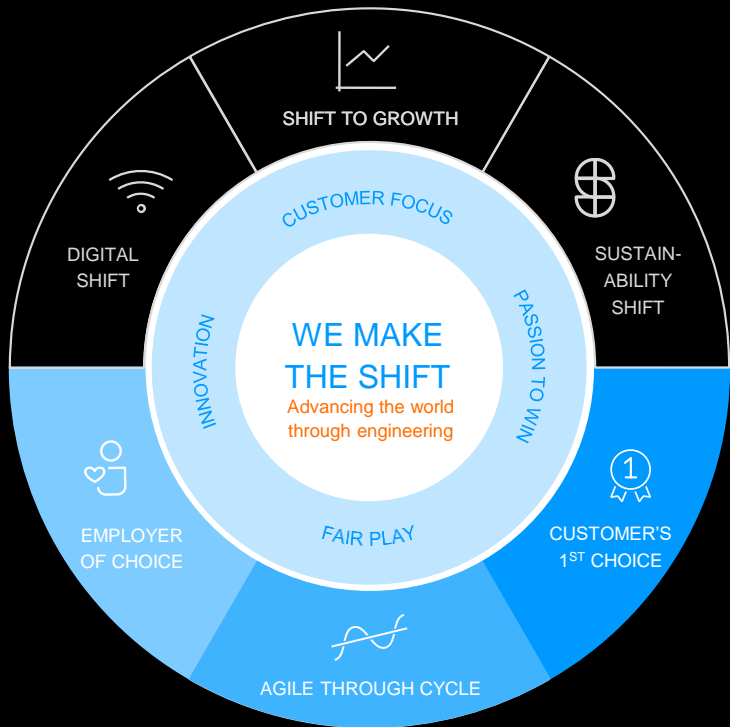 SHIFT TO GROWTH
DIGITAL
SHIFT
SUSTAIN-
ABILITY
SHIFT
CUSTOMER FOCUS
INNOVATION
PASSION TO WIN
WE MAKE
THE SHIFT
Advancing the world
through engineering
FAIR PLAY
EMPLOYER
OF CHOICE
1
CUSTOMER’S
1ST CHOICE
AGILE THROUGH CYCLE